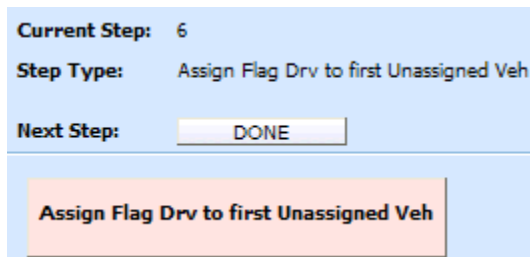 Current Step: 6
Step Type: Assign Flag Drv to first Unassigned Veh
Next Step: DONE
Assign Flag Drv to first Unassigned Veh